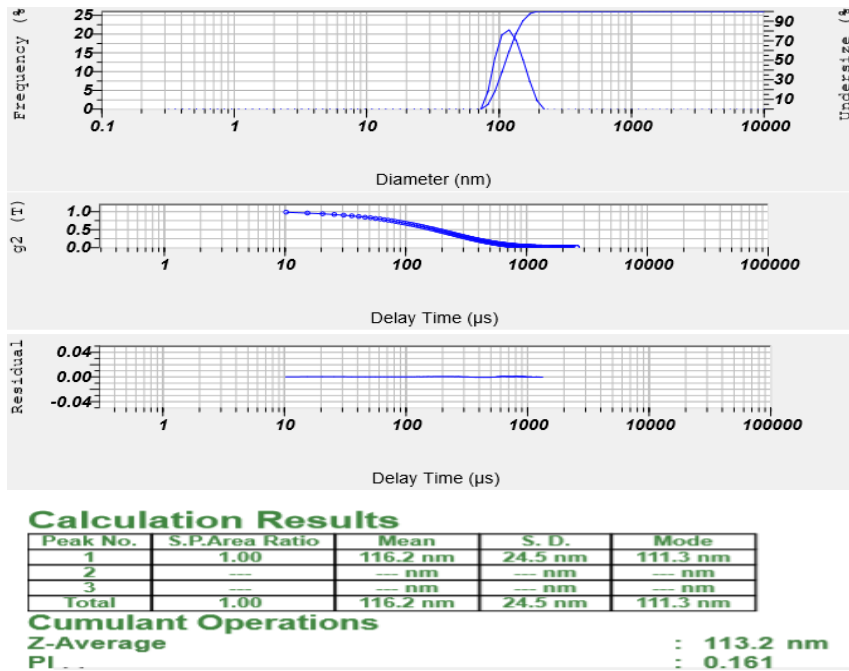 Frequency (%
25
20
15
10
5
0
90
70
50
30
10
Undersize (%
0.1 1 10 100 1000 10000
Diameter (nm)
g2 (T)
1.0
0.5
0.0
1 10 100 1000 10000 100000
Delay Time (µs)
Residual
0.04
0.00
-0.04
1 10 100 1000 10000 100000
Delay Time (µs)
Calculation Results
Peak No. S.P.Area Ratio Mean S. D. Mode
1 1.00 116.2 nm 24.5 nm 111.3 nm
2 --- --- nm --- nm --- nm
3 --- --- nm --- nm --- nm
Total 1.00 116.2 nm 24.5 nm 111.3 nm
Cumulant Operations
Z-Average : 113.2 nm
PI . . : 0.161